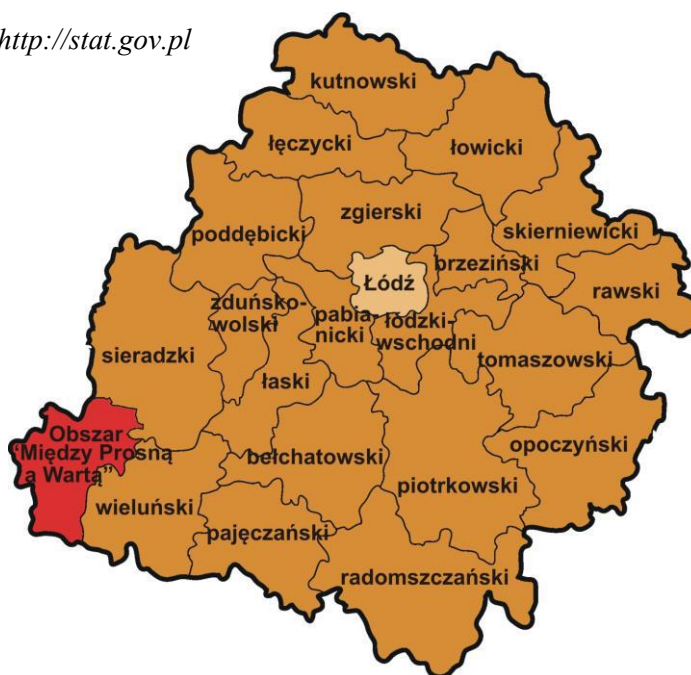 http://stat.gov.pl
kutnowski
łęczycki
łowicki
zgierski
poddębicki
skierniewicki
brzeziński
Łódź
rawski
zduńsko-
wolski
pabia-
nicki
łódzki-
wschodni
sieradzki
tomaszowski
łaski
Obszar
“Między Prosną
a Wartą”
opoczyński
bełchatowski
piotrkowski
wieluński
pajęczański
radomszczański